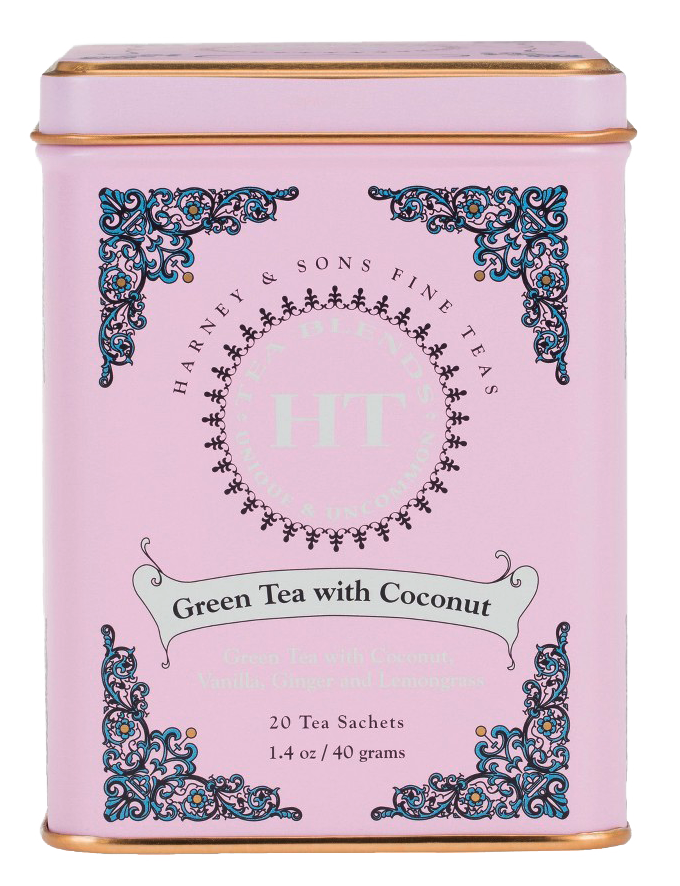 HARNEY & SONS FINE TEAS
TEA BLENDS
HT
UNIQUE & UNCOMMON
Green Tea with Coconut
Green Tea with Coconut,
Vanilla, Ginger and Lemongrass
20 Tea Sachets
1.4 oz / 40 grams